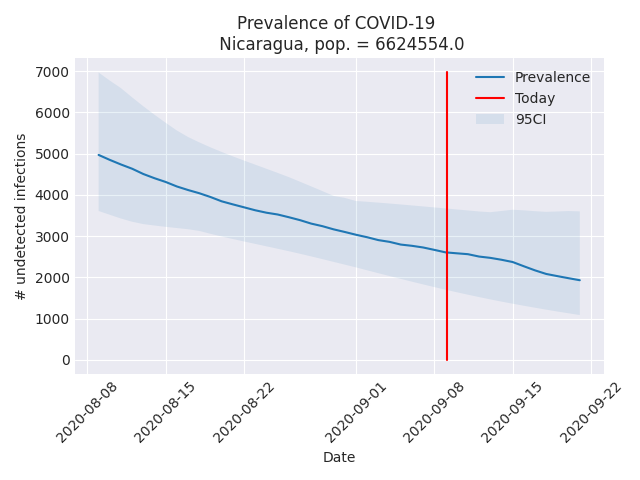 Prevalence of COVID-19
Nicaragua, pop. = 6624554.0
7000
6000
5000
4000
3000
2000
1000
0
# undetected infections
Prevalence
Today
95CI
2020-08-08
2020-08-15
2020-08-22
2020-09-01
2020-09-08
2020-09-15
2020-09-22
Date